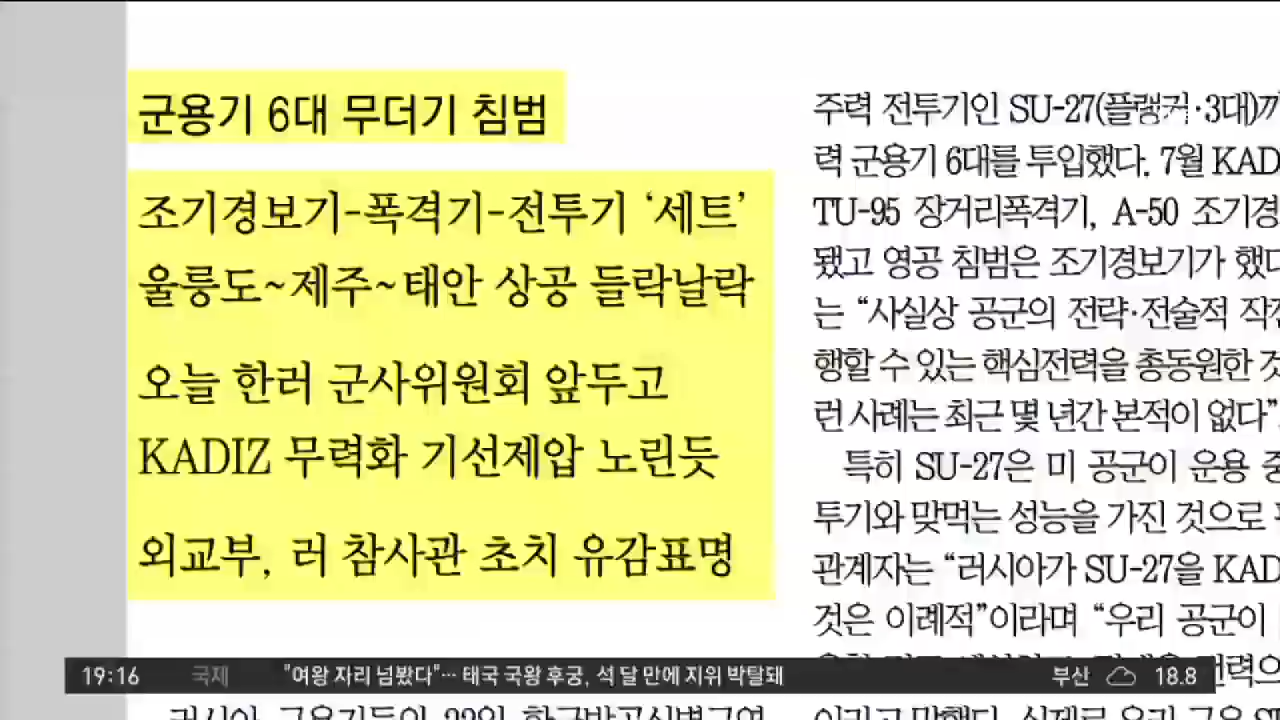 군용기 6대 무더기 침범
조기경보기-폭격기-전투기 ‘세트’
울릉도~제주~태안 상공 들락날락
오늘 한러 군사위원회 앞두고
KADIZ 무력화 기선제압 노린듯
외교부, 러 참사관 초치 유감표명
주력 전투기인 SU-27(플랭커·3대)까
력 군용기 6대를 투입했다. 7월 KAD
TU-95 장거리폭격기, A-50 조기경
됐고 영공 침범은 조기경보기가 했다
는 “사실상 공군의 전략·전술적 작전
행할 수 있는 핵심전력을 총동원한 것
런 사례는 최근 몇 년간 본적이 없다”
특히 SU-27은 미 공군이 운용 중
투기와 맞먹는 성능을 가진 것으로
관계자는 “러시아가 SU-27을 KAD
것은 이례적”이라며 “우리 공군이
19:16 국제 "여왕 자리 넘봤다"… 태국 국왕 후궁, 석 달 만에 지위 박탈돼 부산 18.8